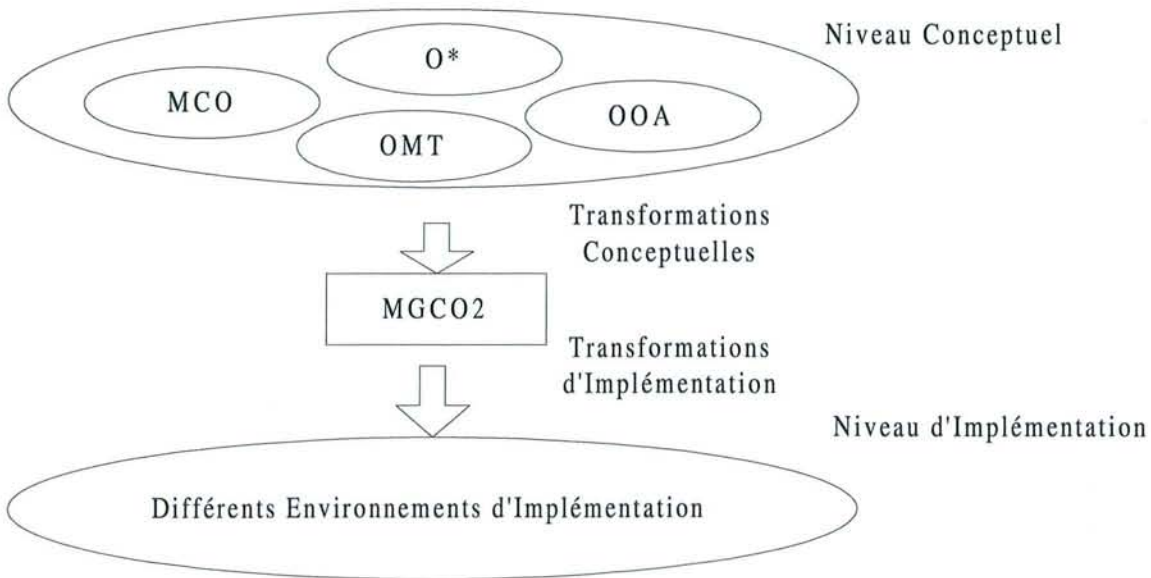 Niveau Conceptuel
O*
MCO
OOA
OMT
Transformations
Conceptuelles
MGCO2
Transformations
d'Implémentation
Niveau d'Implémentation
Différents Environnements d'Implémentation